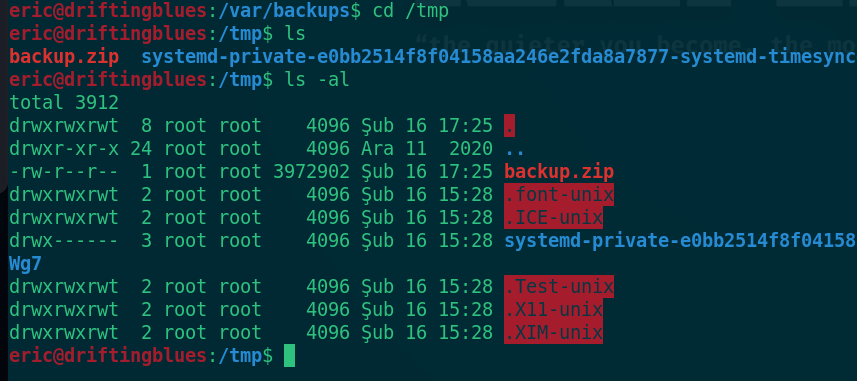 eric@driftingblues:/var/backups$ cd /tmp
eric@driftingblues:/tmp$ ls
“the quieter you become, the mo
backup.zip  systemd-private-e0bb2514f8f04158aa246e2fda8a7877-systemd-timesync
eric@driftingblues:/tmp$ ls -al
total 3912
drwxrwxrwt  8 root root    4096 Şub 16 17:25 .
drwxr-xr-x 24 root root    4096 Ara 11  2020 ..
-rw-r--r--  1 root root 3972902 Şub 16 17:25 backup.zip
drwxrwxrwt  2 root root    4096 Şub 16 15:28 .font-unix
drwxrwxrwt  2 root root    4096 Şub 16 15:28 .ICE-unix
drwx------  3 root root    4096 Şub 16 15:28 systemd-private-e0bb2514f8f04158
Wg7
drwxrwxrwt  2 root root    4096 Şub 16 15:28 .Test-unix
drwxrwxrwt  2 root root    4096 Şub 16 15:28 .X11-unix
drwxrwxrwt  2 root root    4096 Şub 16 15:28 .XIM-unix
eric@driftingblues:/tmp$